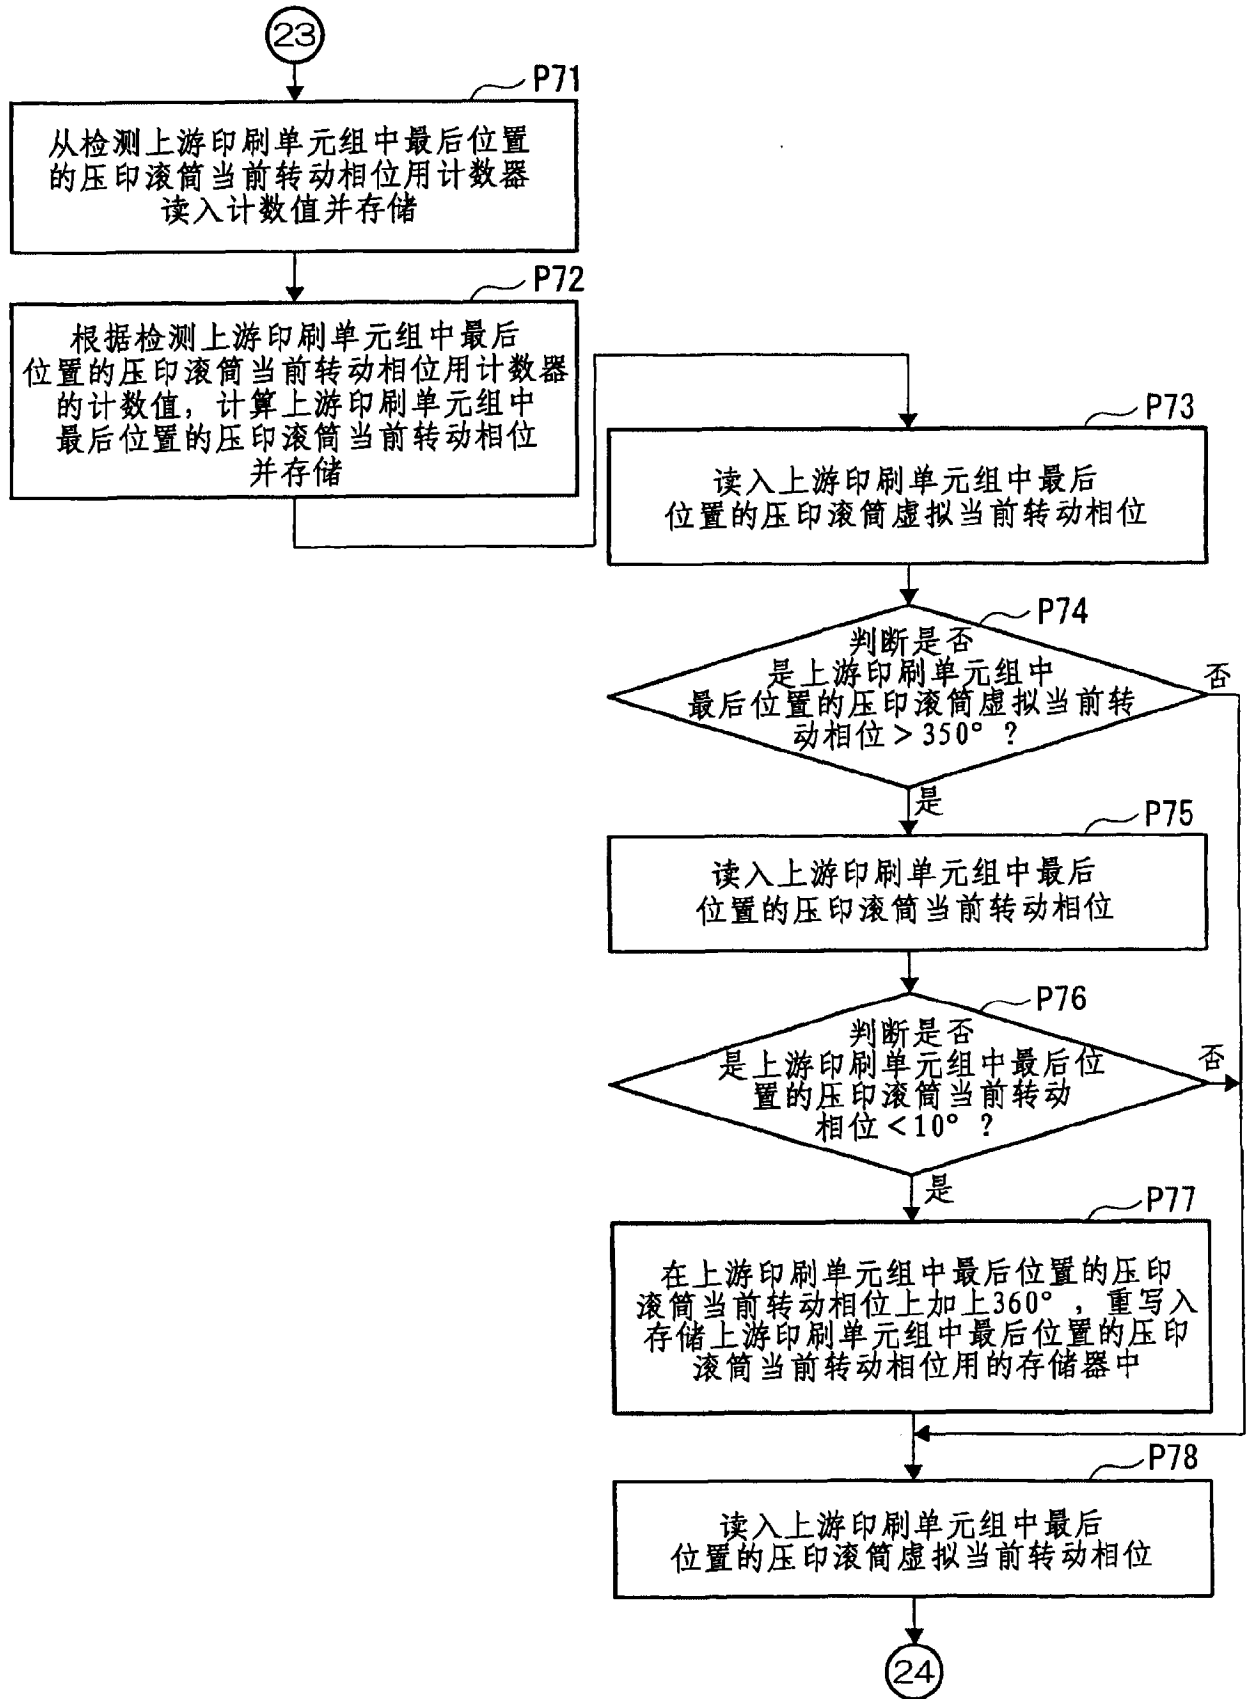 23
P71
从检测上游印刷单元组中最后位置
的压印滚筒当前转动相位用计数器
读入计数值并存储
P72
根据检测上游印刷单元组中最后
位置的压印滚筒当前转动相位用计数器
的计数值，计算上游印刷单元组中
最后位置的压印滚筒当前转动相位
并存储
P73
读入上游印刷单元组中最后
位置的压印滚筒虚拟当前转动相位
P74
判断是否
是上游印刷单元组中
最后位置的压印滚筒虚拟当前转
动相位＞350°？
否
是
P75
读入上游印刷单元组中最后
位置的压印滚筒当前转动相位
P76
判断是否
是上游印刷单元组中最后位
置的压印滚筒当前转动
相位＜10°？
否
是
P77
在上游印刷单元组中最后位置的压印
滚筒当前转动相位上加上360°，重写入
存储上游印刷单元组中最后位置的压印
滚筒当前转动相位用的存储器中
P78
读入上游印刷单元组中最后
位置的压印滚筒虚拟当前转动相位
24